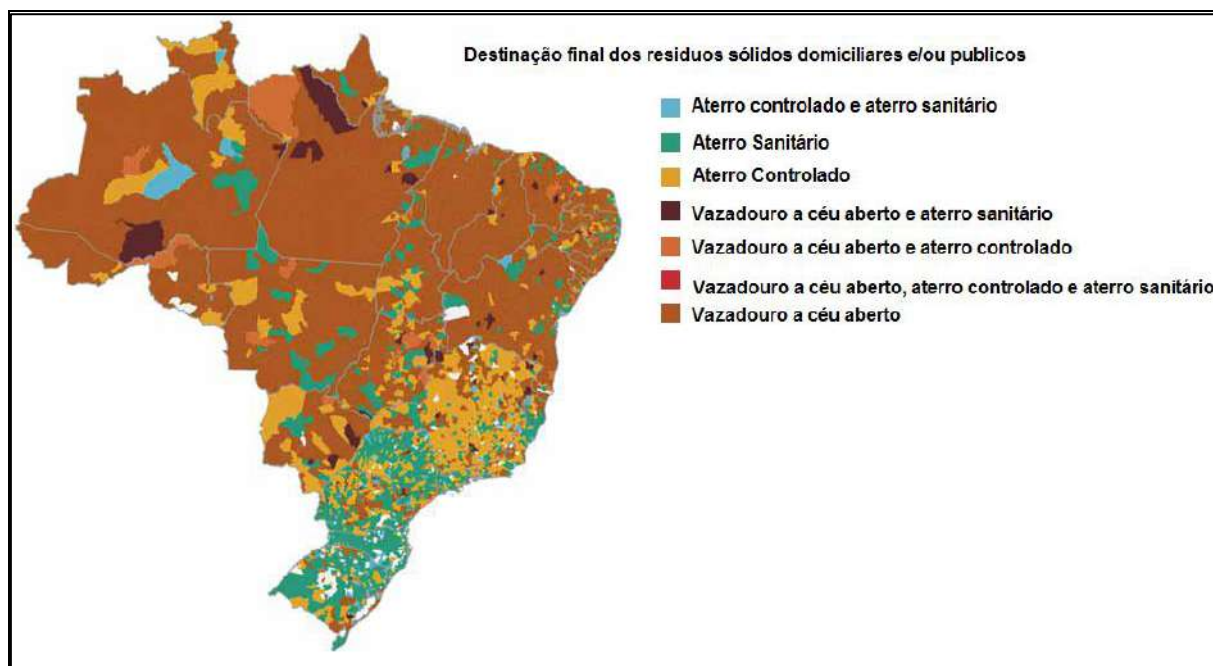 Destinação final dos residuos sólidos domiciliares e/ou publicos
Aterro controlado e aterro sanitário
Aterro Sanitário
Aterro Controlado
Vazadouro a céu aberto e aterro sanitário
Vazadouro a céu aberto e aterro controlado
Vazadouro a céu aberto, aterro controlado e aterro sanitário
Vazadouro a céu aberto